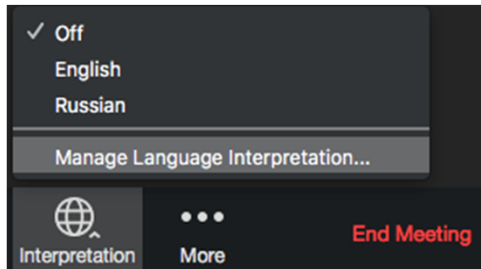 Off
English
Russian
Manage Language Interpretation...
Interpretation
More
End Meeting